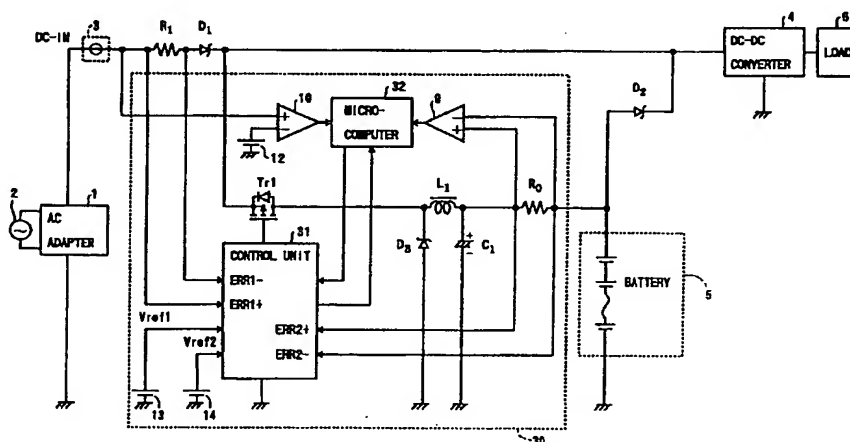 DC-IN
3
R1
D1
4
DC-DC
CONVERTER
6
LOAD
10
32
MICRO-
COMPUTER
9
D2
12
2
1
AC
ADAPTER
Tr1
L1
R0
31
CONTROL UNIT
D3
C1
+
-
ERR1-
ERR1+
BATTERY
5
Vref1
Vref2
ERR2+
ERR2-
13
14
30